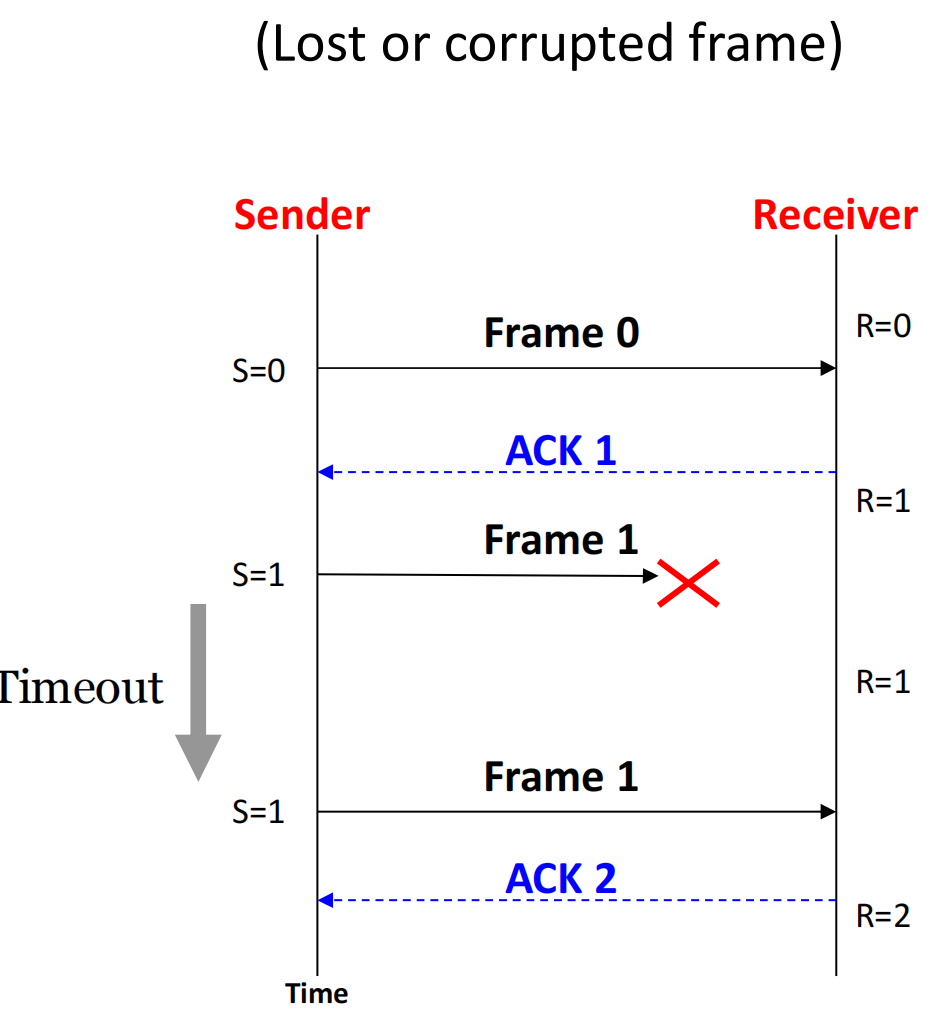 (Lost or corrupted frame)
Sender
Receiver
Frame 0
R=0
S=0
ACK 1
R=1
Frame 1
S=1
Timeout
R=1
Frame 1
S=1
ACK 2
R=2
Time